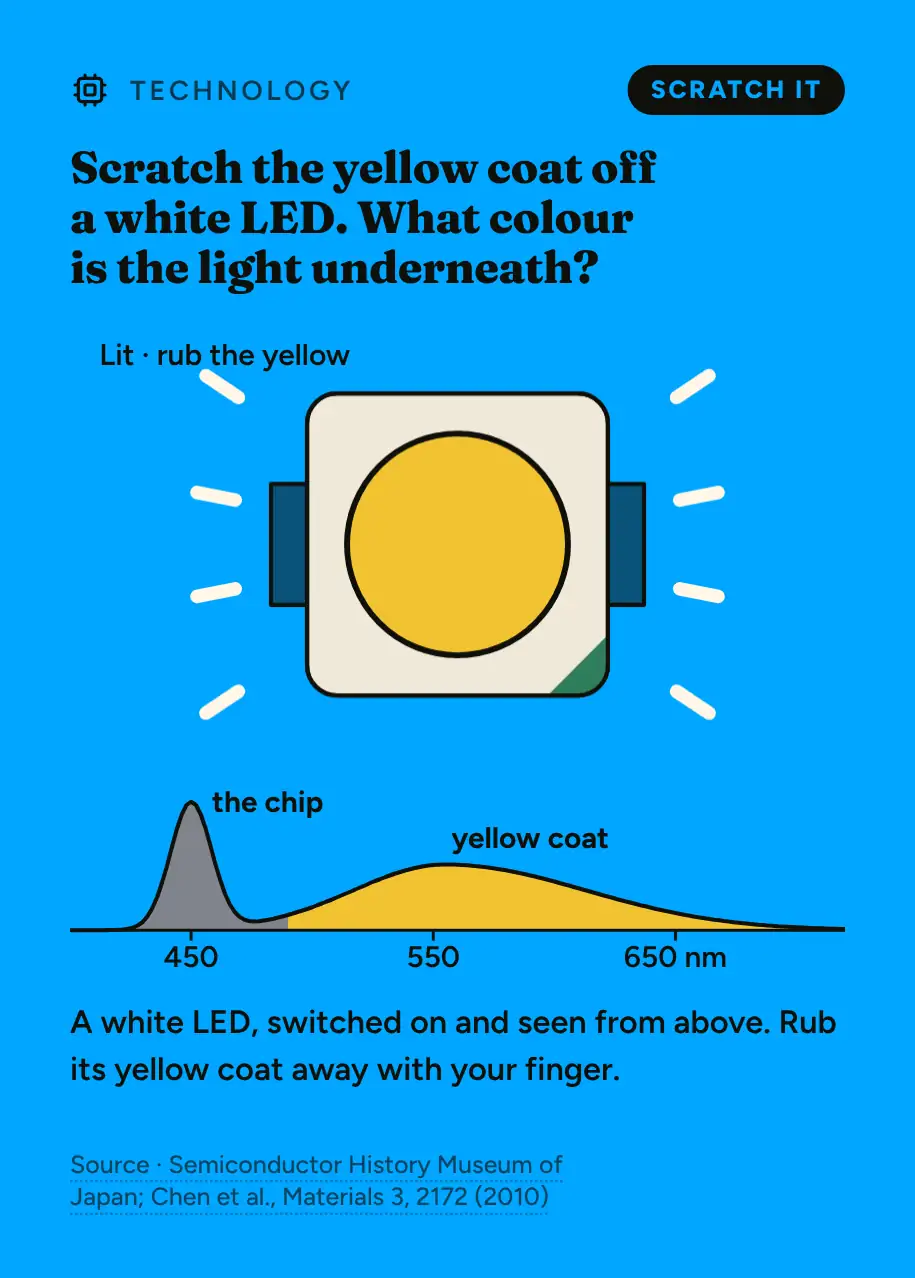 TECHNOLOGY
SCRATCH IT
Scratch the yellow coat off
a white LED. What colour
is the light underneath?
Lit · rub the yellow
the chip
yellow coat
450
550
650 nm
A white LED, switched on and seen from above. Rub
its yellow coat away with your finger.
Source · Semiconductor History Museum of
Japan; Chen et al., Materials 3, 2172 (2010)